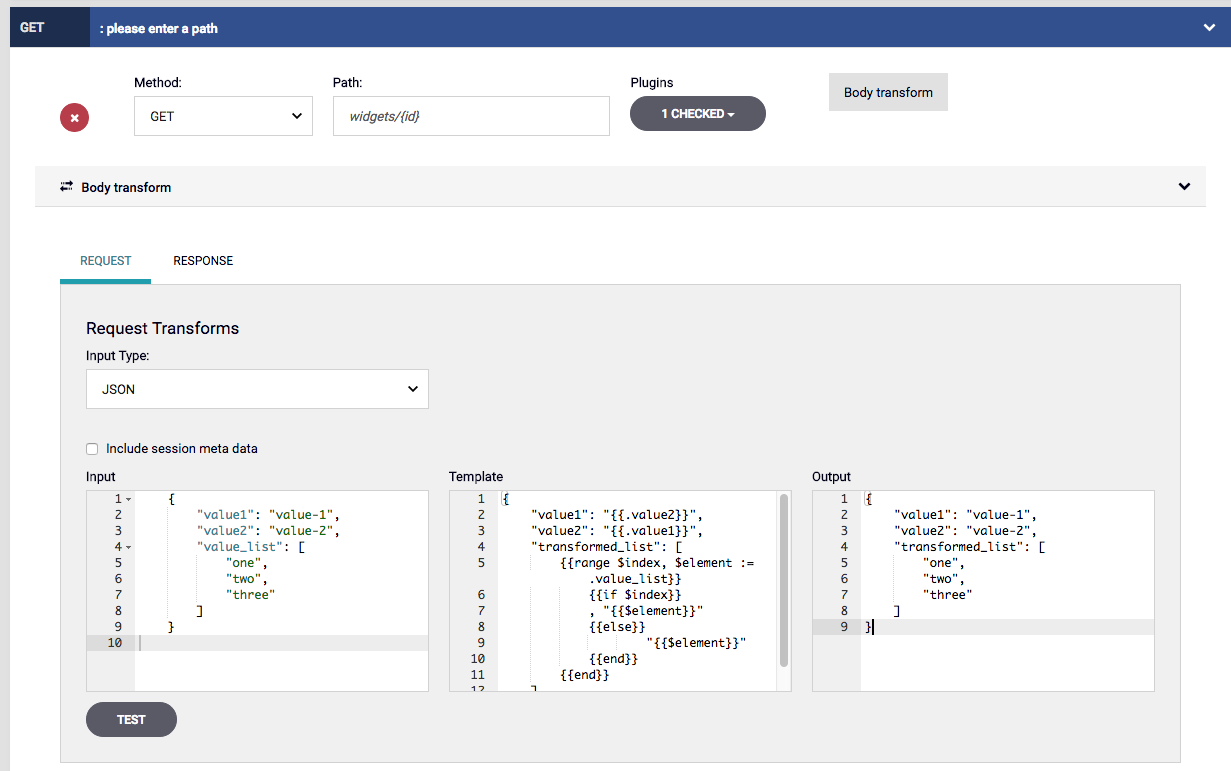 GET : please enter a path
Method: Path: Plugins Body transform
GET widgets/{id} 1 CHECKED
Body transform
REQUEST RESPONSE
Request Transforms
Input Type:
JSON
Include session meta data
Input
1 {
2 "value1": "value-1",
3 "value2": "value-2",
4 "value_list": [
5 "one",
6 "two",
7 "three"
8 ]
9 }
10
Template
1 {
2 "value1": "{{.value2}}",
3 "value2": "{{.value1}}",
4 "transformed_list": [
5 {{range $index, $element :=
.value_list}}
6 {{if $index}}
7 , "{{$element}}"
8 {{else}}
9 "{{$element}}"
10 {{end}}
11 {{end}}
12 ]
Output
1 {
2 "value1": "value-1",
3 "value2": "value-2",
4 "transformed_list": [
5 "one",
6 "two",
7 "three"
8 ]
9 }
TEST